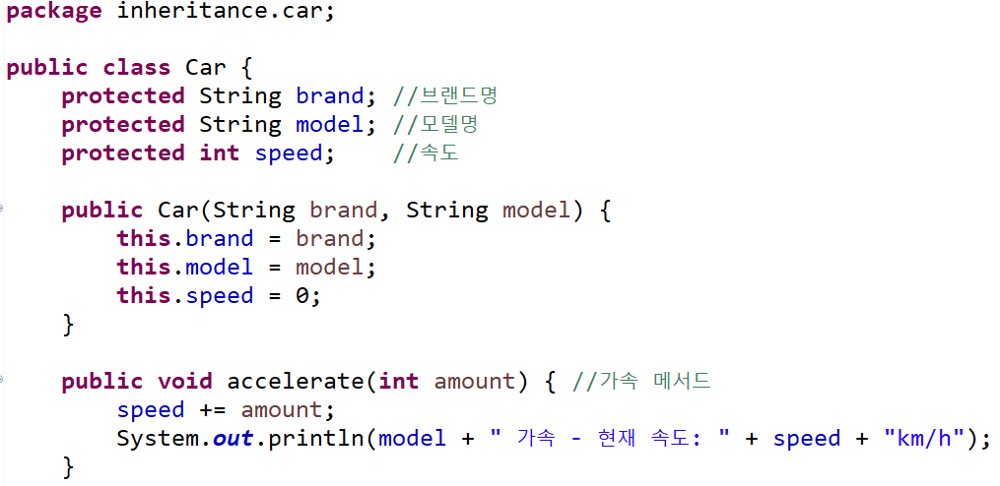 package inheritance.car;
public class Car {
    protected String brand; //브랜드명
    protected String model; //모델명
    protected int speed;    //속도
    public Car(String brand, String model) {
        this.brand = brand;
        this.model = model;
        this.speed = 0;
    }
    public void accelerate(int amount) { //가속 메서드
        speed += amount;
        System.out.println(model + " 가속 - 현재 속도: " + speed + "km/h");
    }